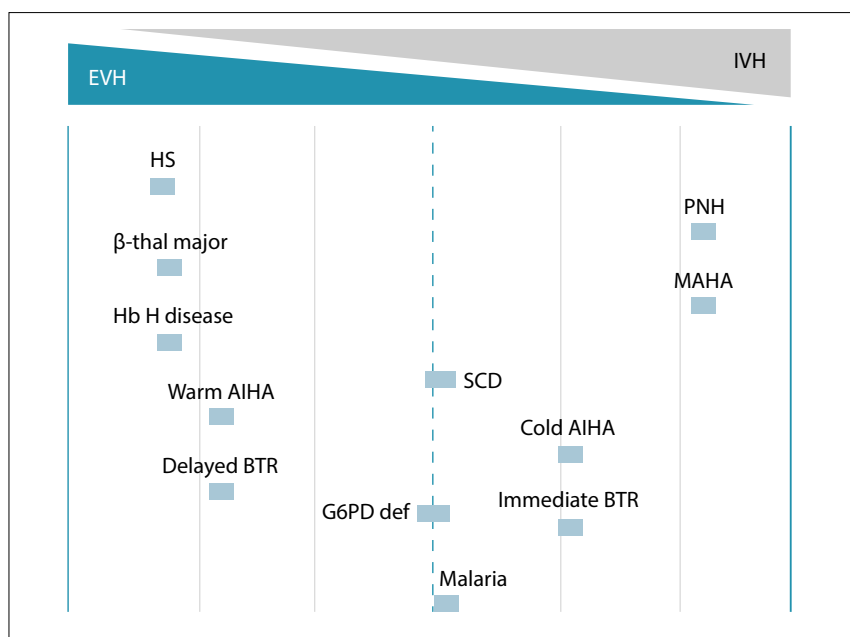 IVH
EVH
HS
PNH
β-thal major
MAHA
Hb H disease
SCD
Warm AIHA
Cold AIHA
Delayed BTR
Immediate BTR
G6PD def
Malaria